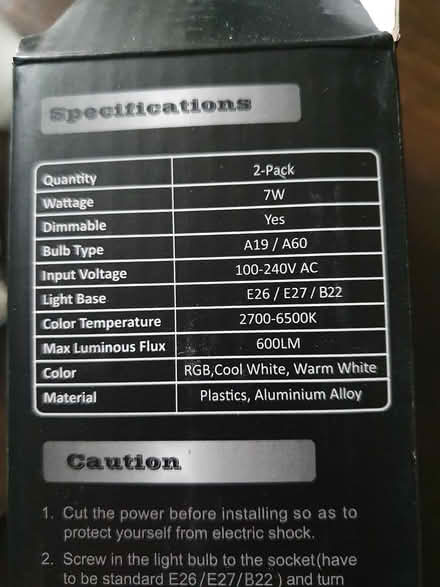 Specifications
Quantity 2-Pack
Wattage 7W
Dimmable Yes
Bulb Type A19 / A60
Input Voltage 100-240V AC
Light Base E26 / E27 / B22
Color Temperature 2700-6500K
Max Luminous Flux 600LM
Color RGB,Cool White, Warm White
Material Plastics, Aluminium Alloy
Caution
1. Cut the power before installing so as to
protect yourself from electric shock.
2. Screw in the light bulb to the socket(have
to be standard E26/E27/B22 ) and turn